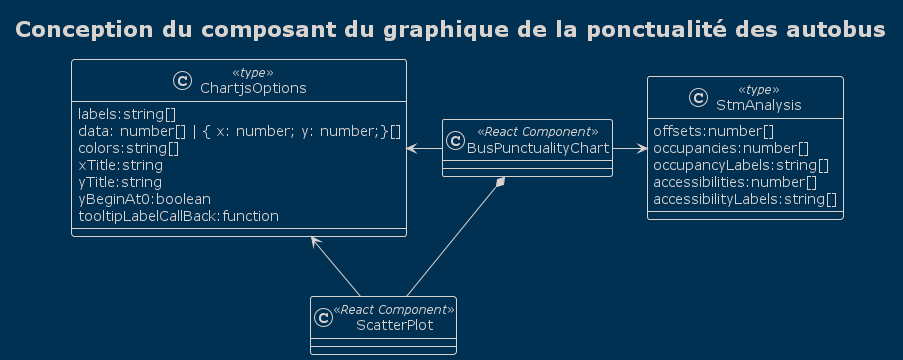 Conception du composant du graphique de la ponctualité des autobus
C
«type»
ChartjsOptions
labels:string[]
data: number[] | { x: number; y: number;}[]
colors:string[]
xTitle:string
yTitle:string
yBeginAt0:boolean
tooltipLabelCallBack:function
C
«React Component»
BusPunctualityChart
C
«type»
StmAnalysis
offsets:number[]
occupancies:number[]
occupancyLabels:string[]
accessibilities:number[]
accessibilityLabels:string[]
C
«React Component»
ScatterPlot